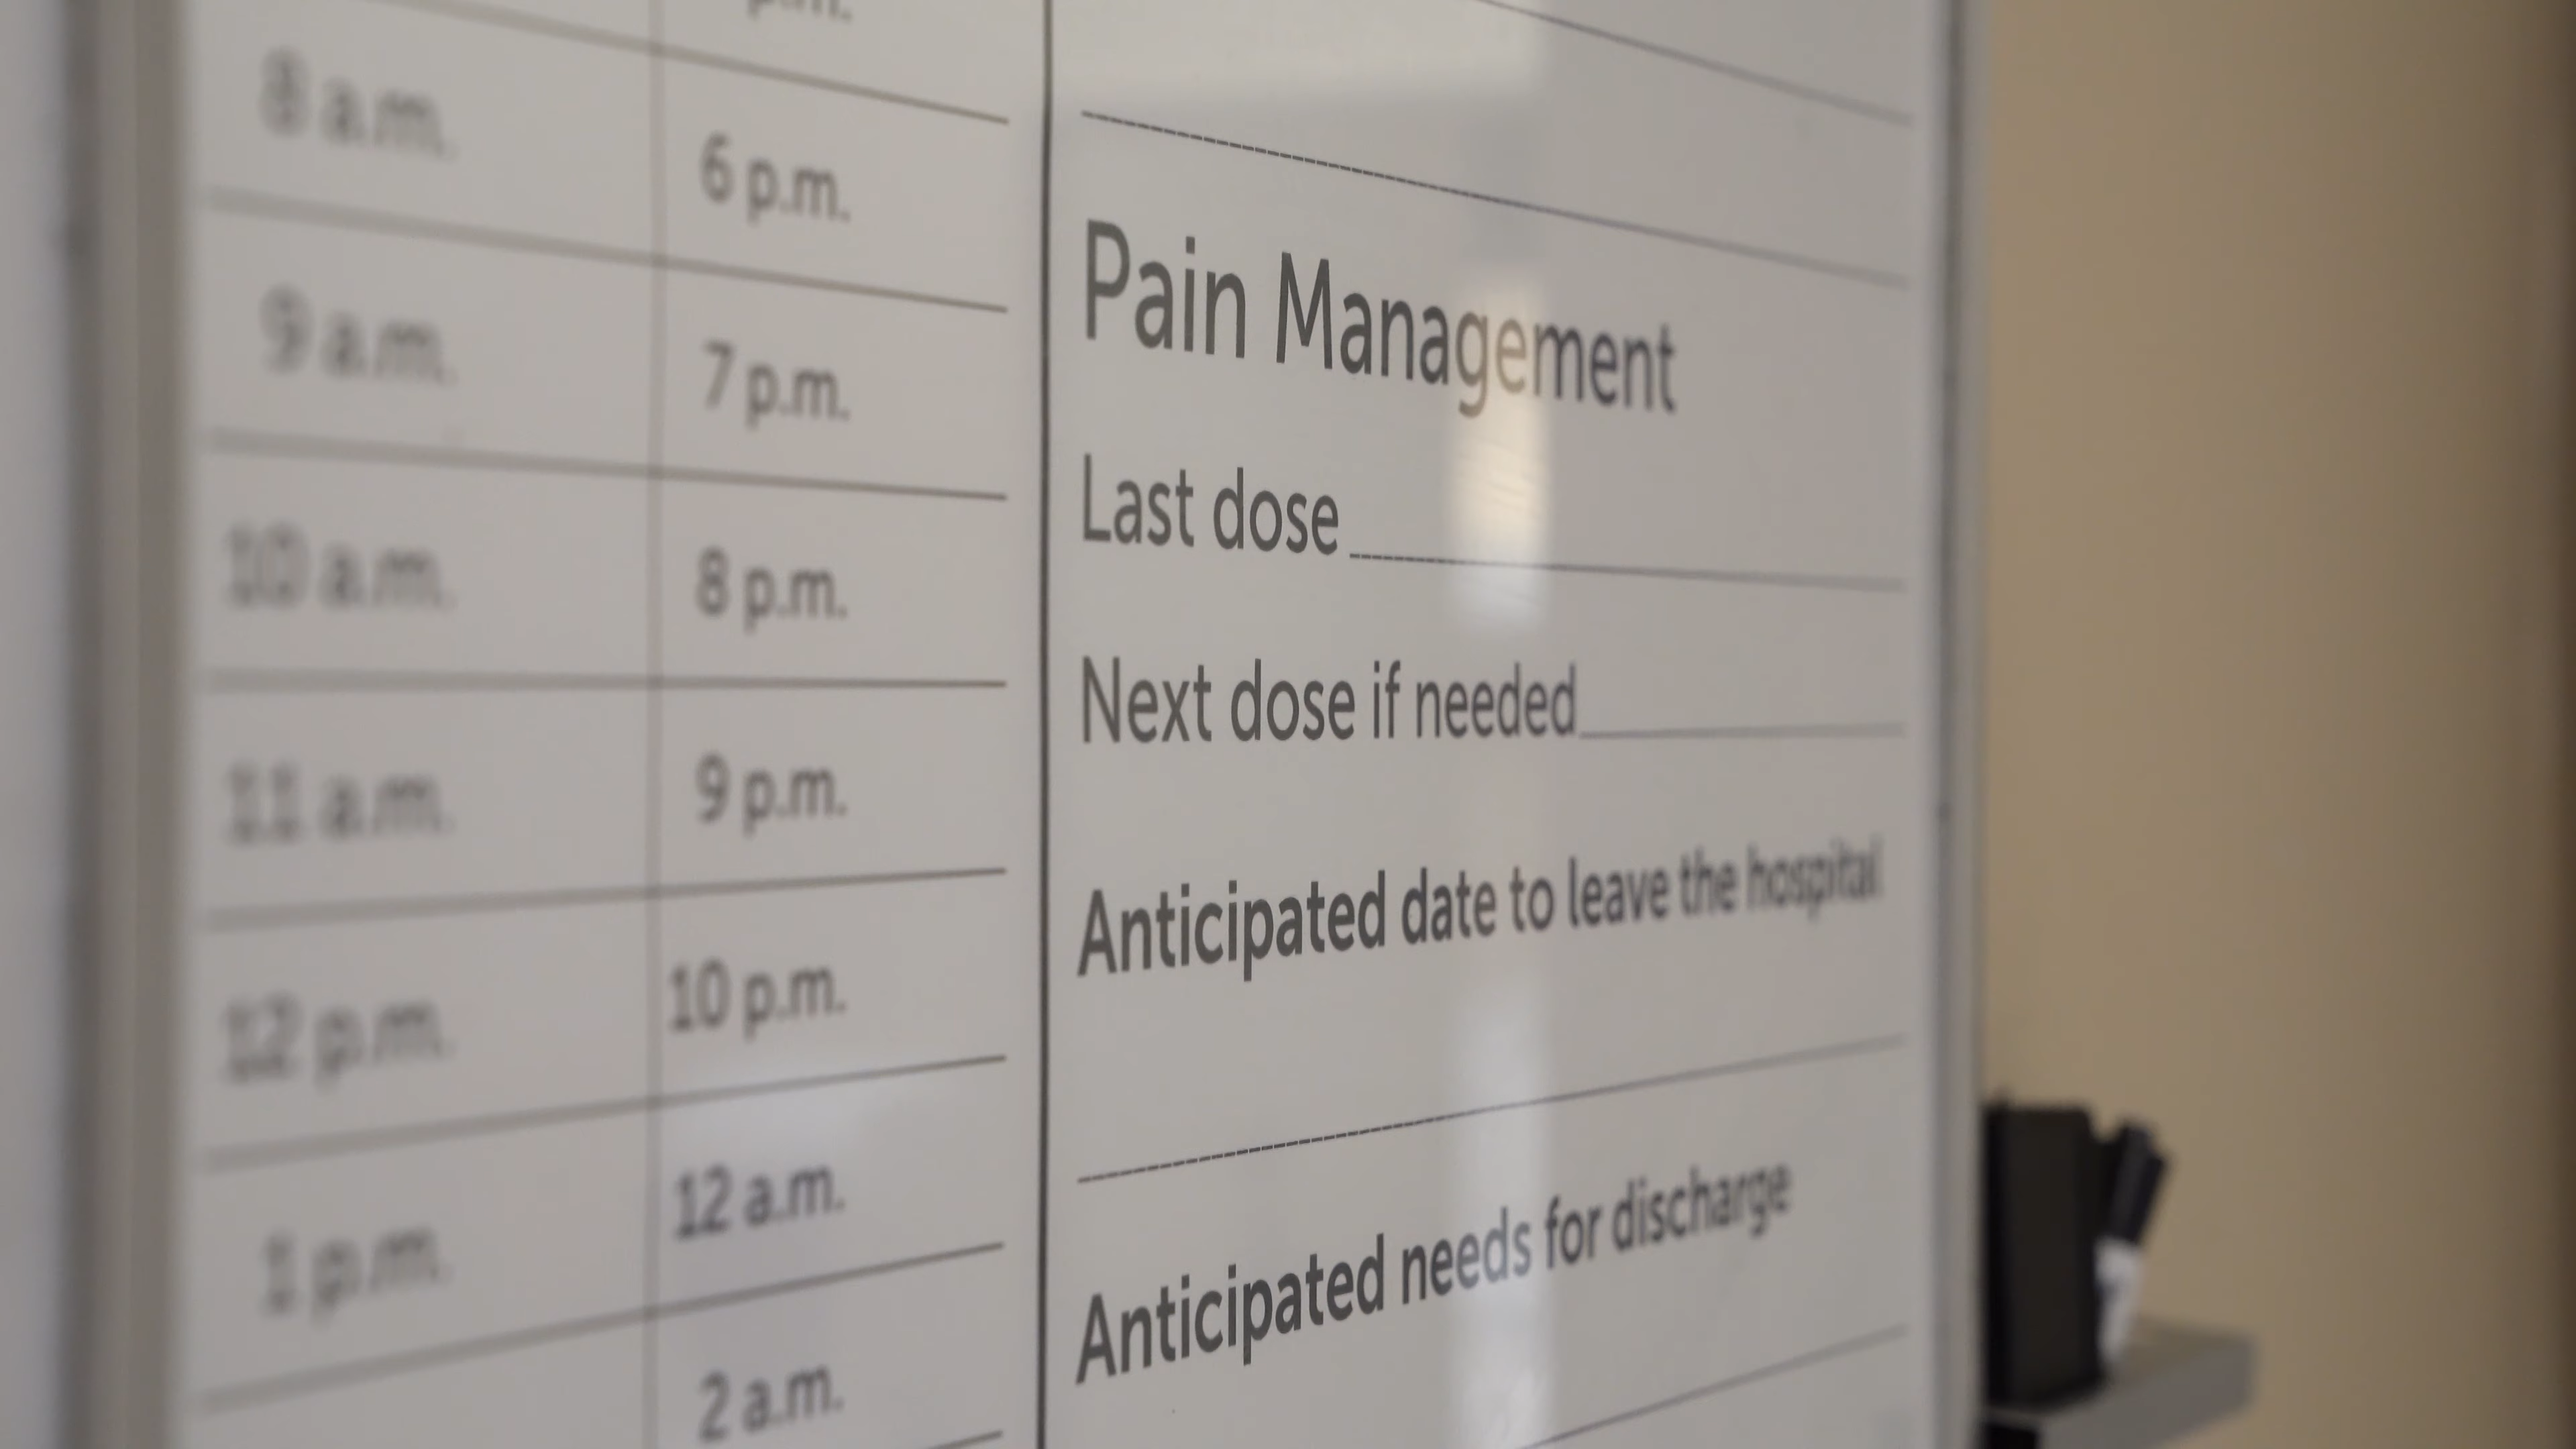 8 a.m.
9 a.m.
10 a.m.
11 a.m.
12 p.m.
1 p.m.
p.m.
6 p.m.
7 p.m.
8 p.m.
9 p.m.
10 p.m.
12 a.m.
2 a.m.
Pain Management
Last dose
Next dose if needed
Anticipated date to leave the hospital
Anticipated needs for discharge